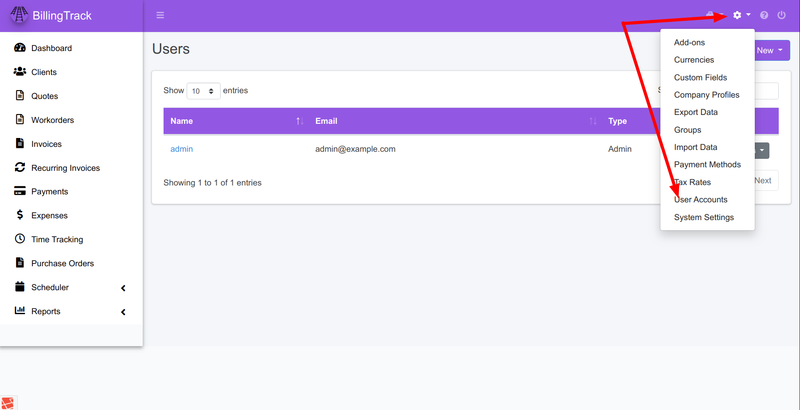 BillingTrack
Dashboard
Clients
Quotes
Workorders
Invoices
Recurring Invoices
Payments
Expenses
Time Tracking
Purchase Orders
Scheduler
Reports
Users
New
Show 10 entries
Name Email Type
admin admin@example.com Admin
Showing 1 to 1 of 1 entries
Next
Add-ons
Currencies
Custom Fields
Company Profiles
Export Data
Groups
Import Data
Payment Methods
Tax Rates
User Accounts
System Settings